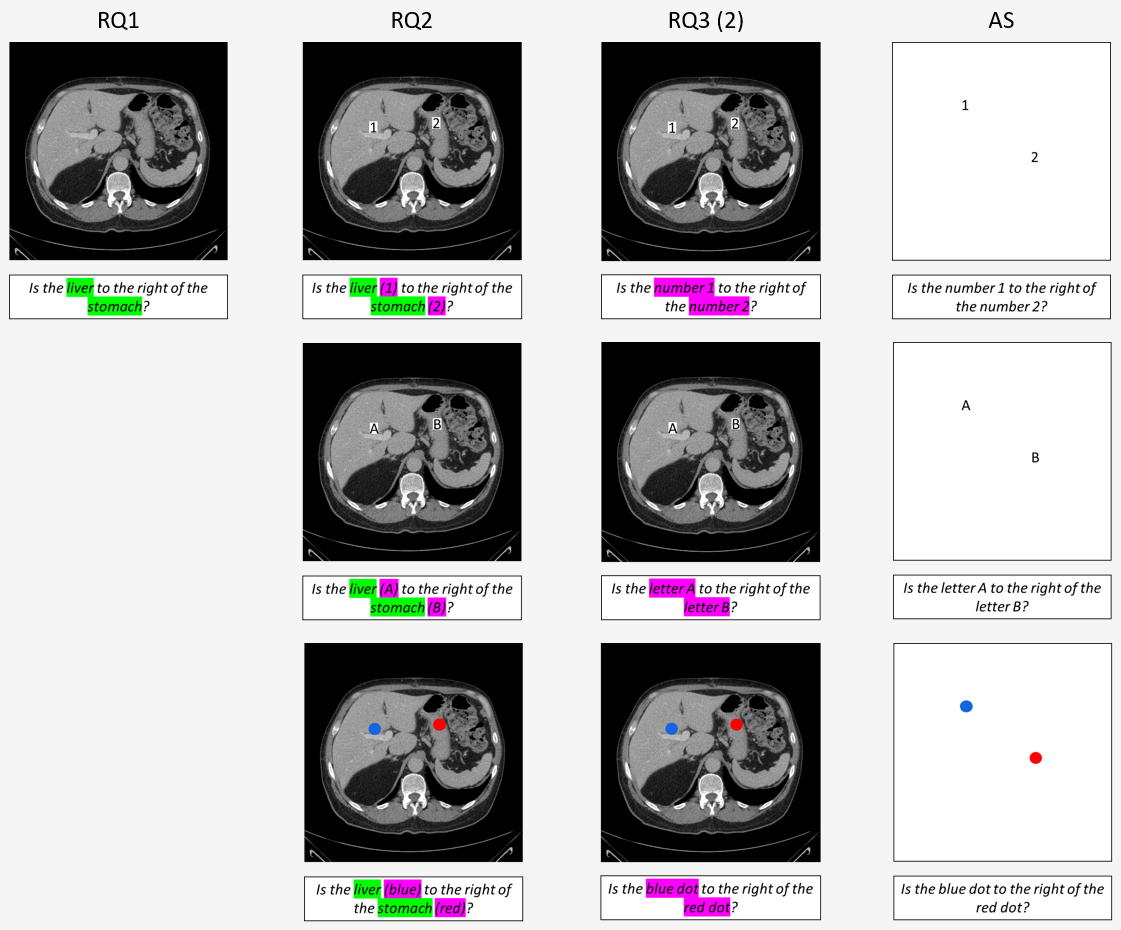 RQ1
RQ2
RQ3 (2)
AS
1
2
1
2
1
2
Is the liver to the right of the
stomach?
Is the liver (1) to the right of the
stomach (2)?
Is the number 1 to the right of
the number 2?
Is the number 1 to the right of
the number 2?
A
B
A
B
A
B
Is the liver (A) to the right of the
stomach (B)?
Is the letter A to the right of the
letter B?
Is the letter A to the right of the
letter B?
Is the liver (blue) to the right of
the stomach (red)?
Is the blue dot to the right of the
red dot?
Is the blue dot to the right of the
red dot?